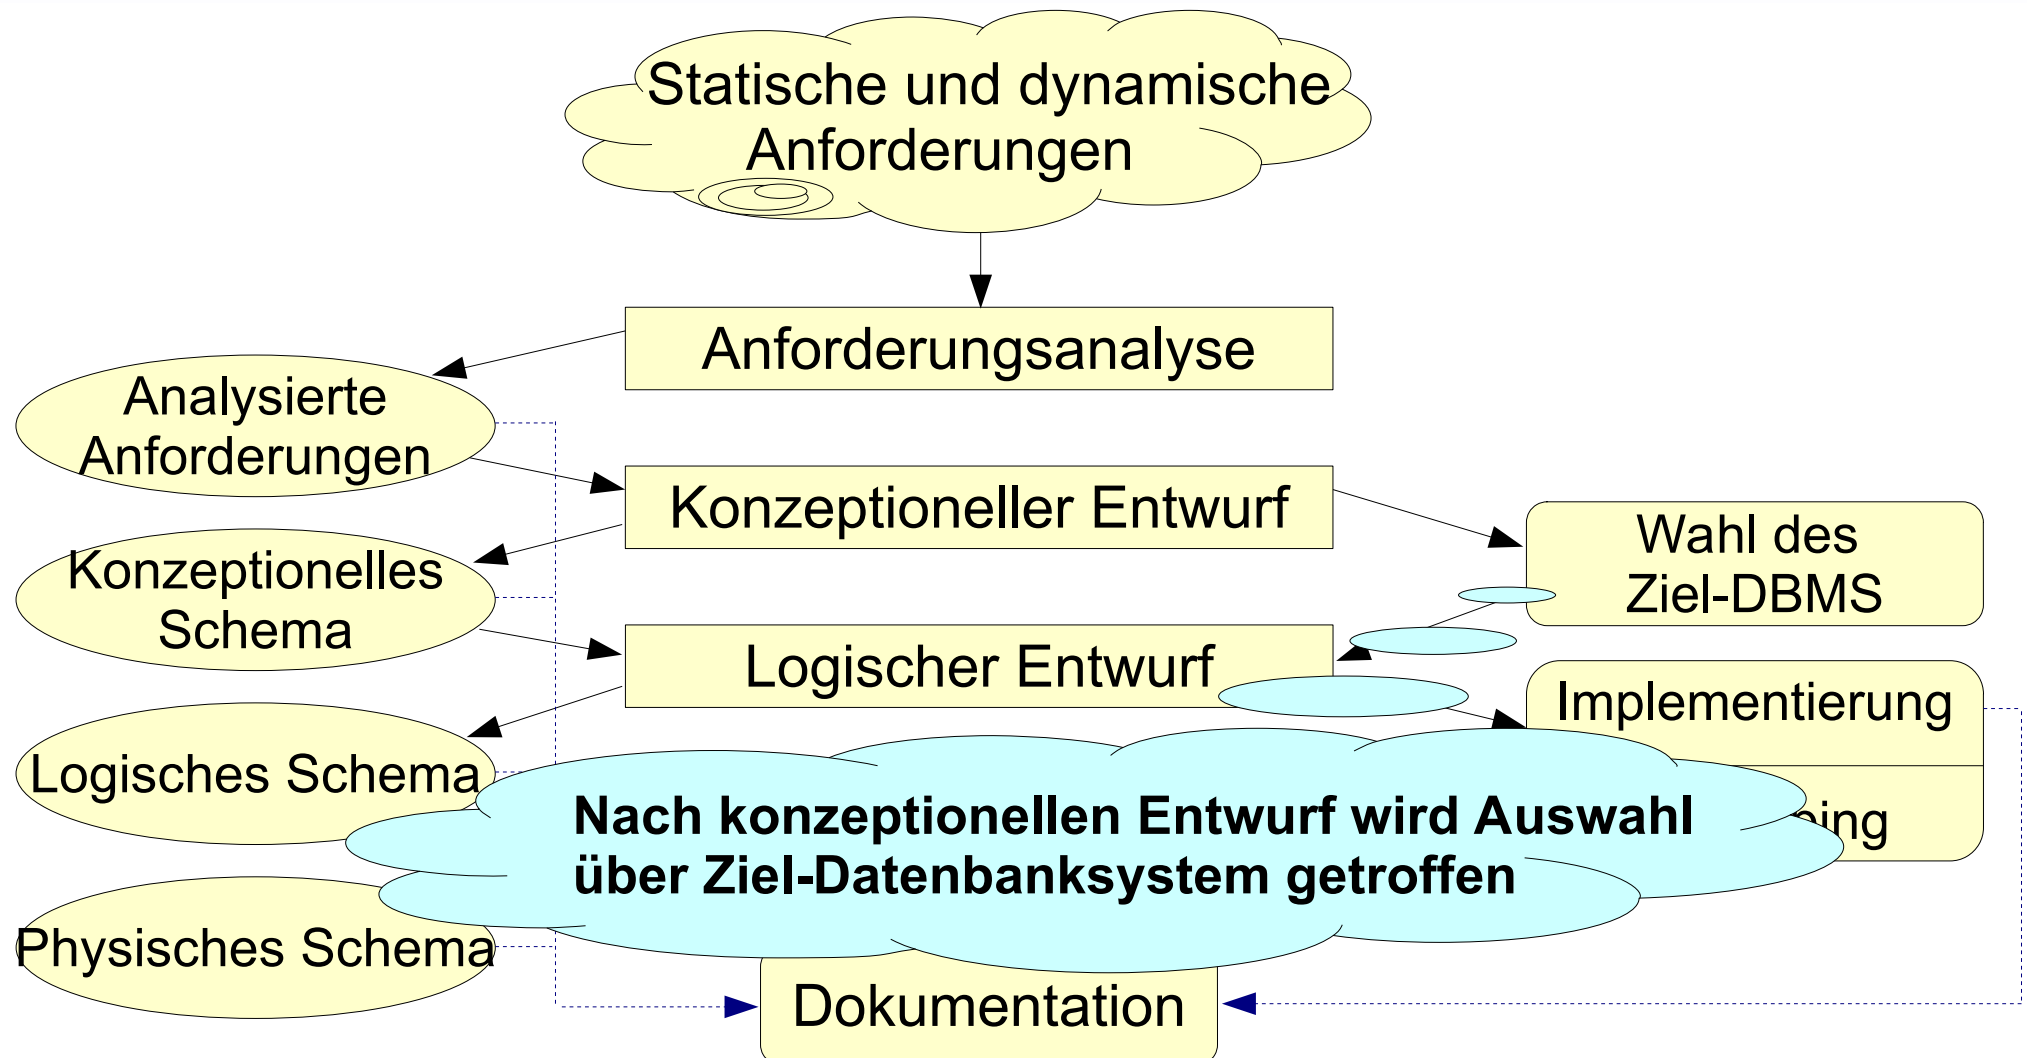 Statische und dynamische
Anforderungen
Anforderungsanalyse
Analysierte
Anforderungen
Konzeptioneller Entwurf
Wahl des
Ziel-DBMS
Konzeptionelles
Schema
Logischer Entwurf
Implementierung
Logisches Schema
Nach konzeptionellen Entwurf wird Auswahl
über Ziel-Datenbanksystem getroffen
Physisches Schema
Dokumentation